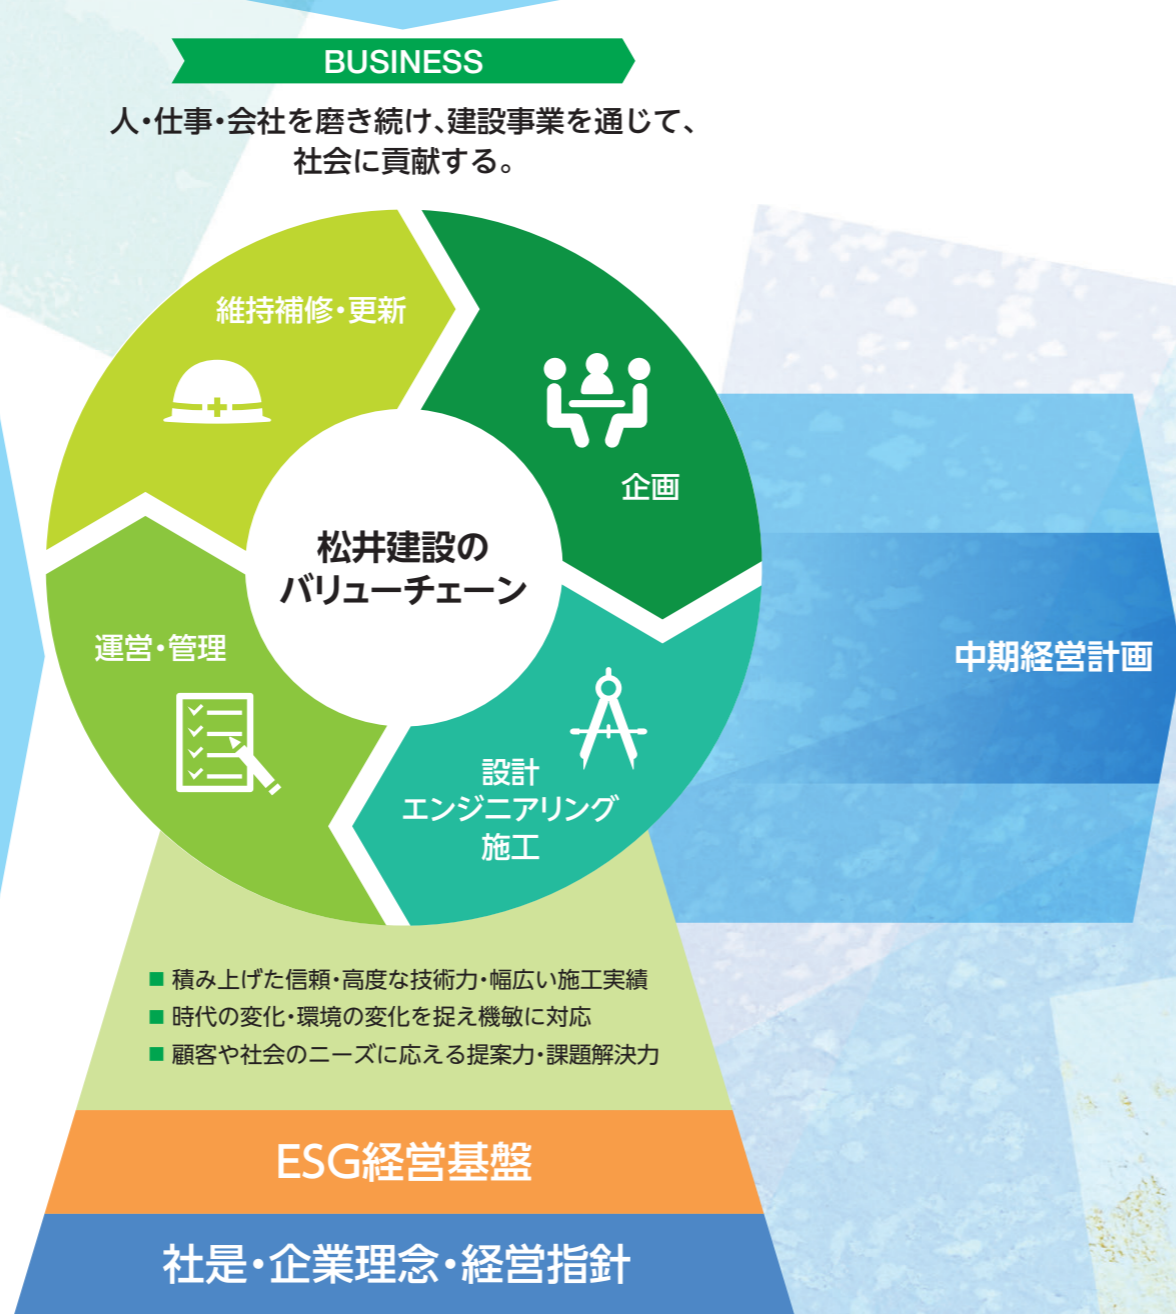 BUSINESS
人・仕事・会社を磨き続け、建設事業を通じて、
社会に貢献する。
維持補修・更新
企画
松井建設の
バリューチェーン
運営・管理
設計
エンジニアリング
施工
中期経営計画
■ 積み上げた信頼・高度な技術力・幅広い施工実績
■ 時代の変化・環境の変化を捉え機敏に対応
■ 顧客や社会のニーズに応える提案力・課題解決力
ESG経営基盤
社是・企業理念・経営指針